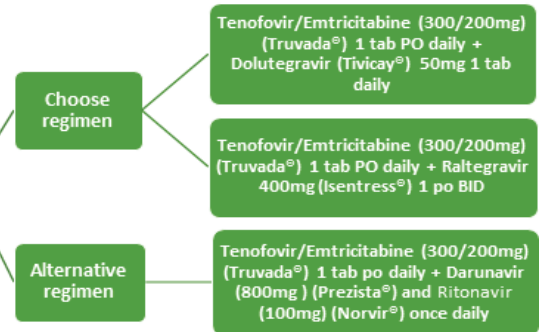 Tenofovir/Emtricitabine (300/200mg)
(Truvada®) 1 tab PO daily +
Dolutegravir (Tivicay®) 50mg 1 tab
daily
Choose
regimen
Tenofovir/Emtricitabine (300/200mg)
(Truvada®) 1 tab PO daily + Raltegravir
400mg (Isentress®) 1 po BID
Alternative
regimen
Tenofovir/Emtricitabine (300/200mg)
(Truvada®) 1 tab po daily + Darunavir
(800mg ) (Prezista®) and Ritonavir
(100mg) (Norvir®) once daily